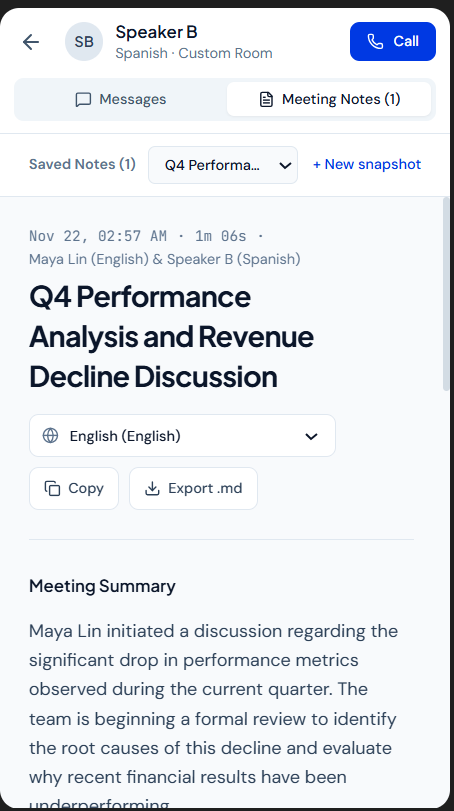 SB
Speaker B
Spanish · Custom Room
Call
Messages
Meeting Notes (1)
Saved Notes (1)
Q4 Performa...
+ New snapshot
Nov 22, 02:57 AM · 1m 06s ·
Maya Lin (English) & Speaker B (Spanish)
Q4 Performance
Analysis and Revenue
Decline Discussion
English (English)
Copy
Export .md
Meeting Summary
Maya Lin initiated a discussion regarding the
significant drop in performance metrics
observed during the current quarter. The
team is beginning a formal review to identify
the root causes of this decline and evaluate
why recent financial results have been
underperforming.